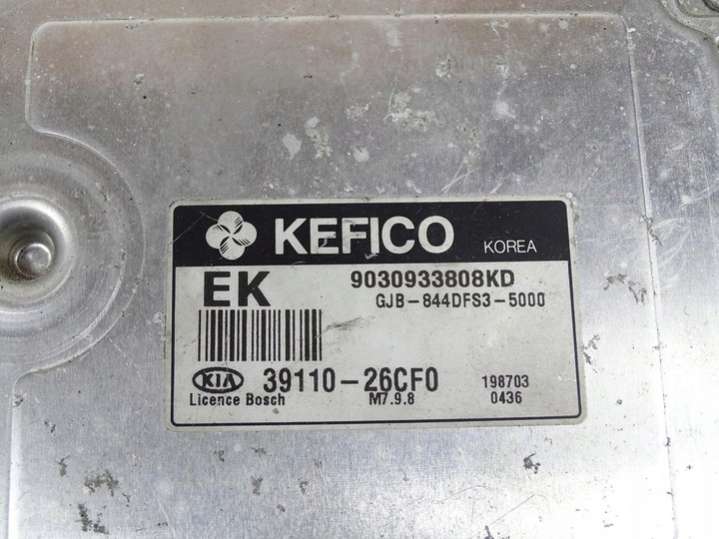 KEFICO KOREA
EK 9030933808KD
GJB-844DFS3-5000
KIA 39110-26CF0 198703
Licence Bosch M7.9.8 0436